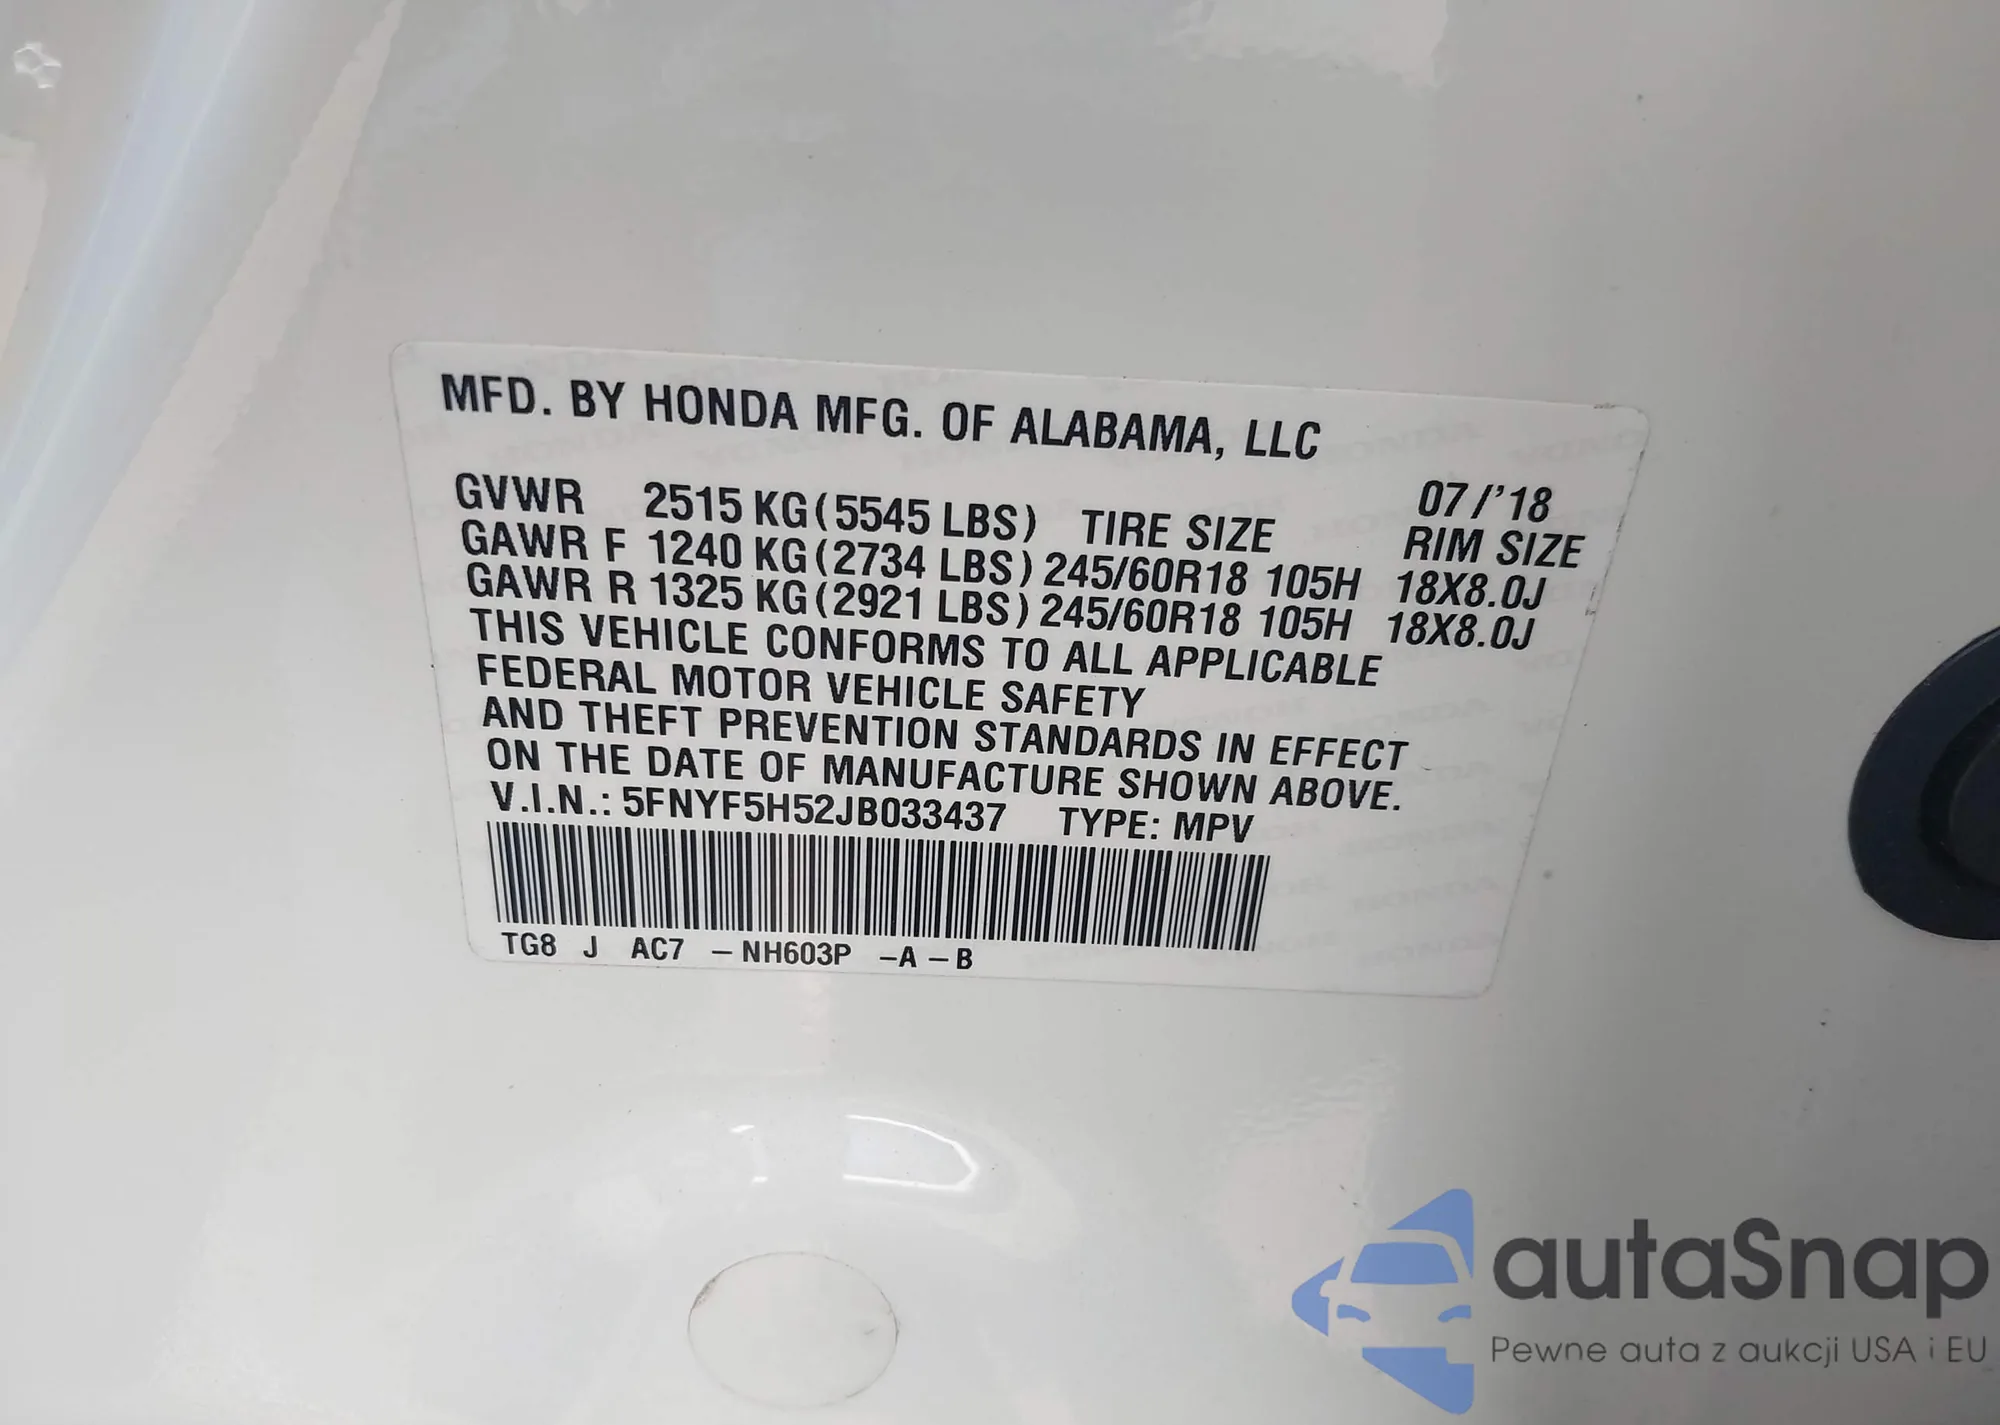 MFD. BY HONDA MFG. OF ALABAMA, LLC
07/'18
GVWR 2515 KG(5545 LBS) TIRE SIZE RIM SIZE
GAWR F 1240 KG(2734 LBS) 245/60R18 105H 18X8.0J
GAWR R 1325 KG(2921 LBS) 245/60R18 105H 18X8.0J
THIS VEHICLE CONFORMS TO ALL APPLICABLE
FEDERAL MOTOR VEHICLE SAFETY
AND THEFT PREVENTION STANDARDS IN EFFECT
ON THE DATE OF MANUFACTURE SHOWN ABOVE.
V.I.N.: 5FNYF5H52JB033437 TYPE: MPV
TG8 J AC7 –NH603P –A–B
autaSnap
Pewne auta z aukcji USA i EU